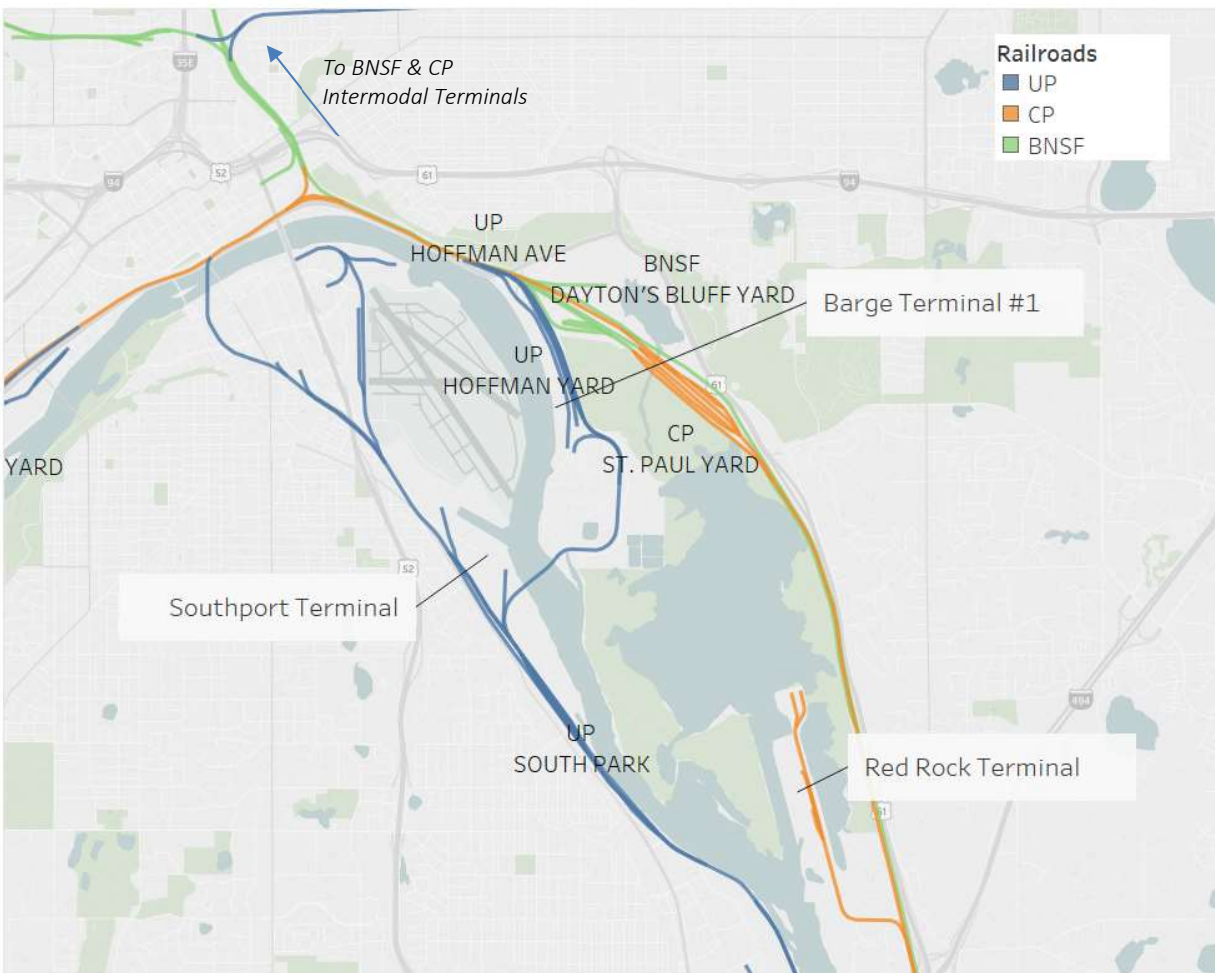 To BNSF & CP
Intermodal Terminals
Railroads
UP
CP
BNSF
35E
94
52
61
94
UP
HOFFMAN AVE
BNSF
DAYTON'S BLUFF YARD
Barge Terminal #1
UP
HOFFMAN YARD
61
CP
ST. PAUL YARD
YARD
52
Southport Terminal
494
UP
SOUTH PARK
Red Rock Terminal
61